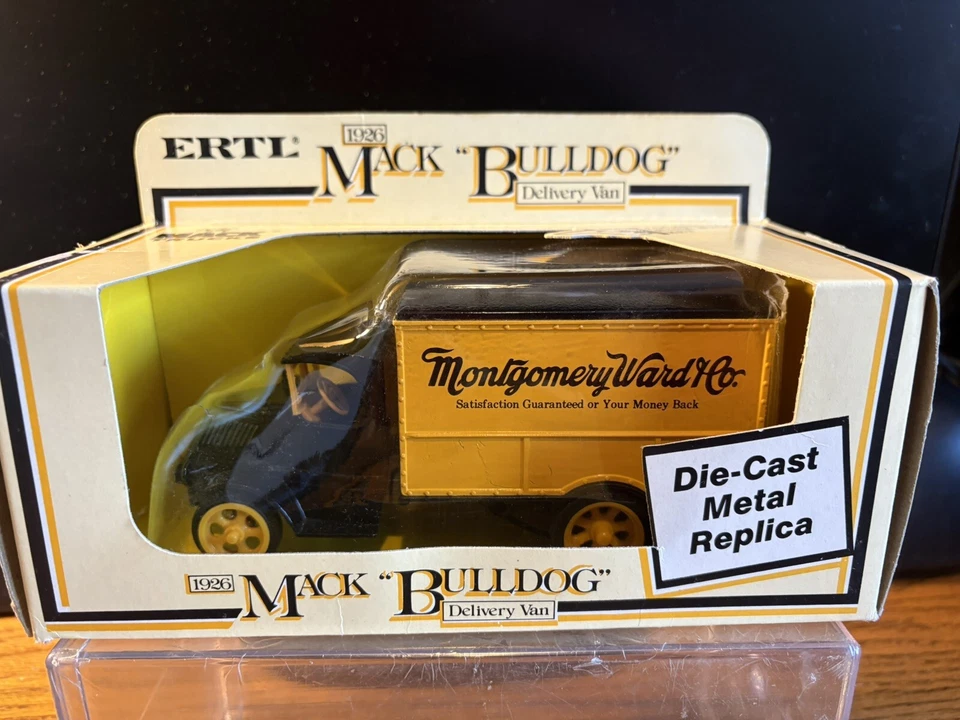 ERTL®
1926
MACK "BULLDOG"
Delivery Van
Montgomery Ward & Co.
Satisfaction Guaranteed or Your Money Back
Die-Cast
Metal
Replica
1926 MACK "BULLDOG"
Delivery Van